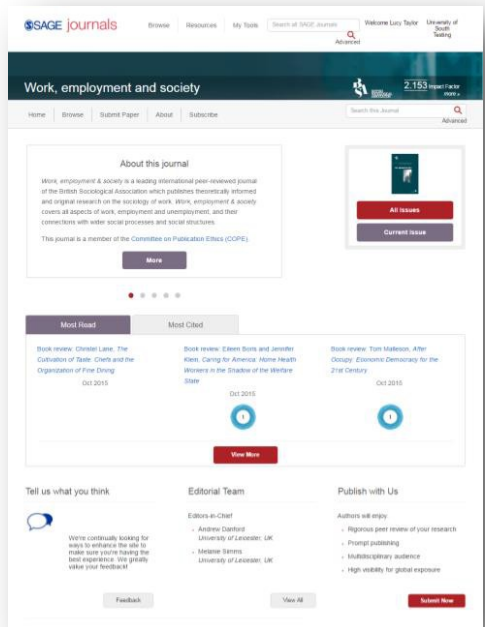 SAGE journals
Browse Resources My Tools
Search all SAGE Journals
Advanced
Welcome Lucy Taylor
University of
South
Testing
Work, employment and society
2.153 Impact Factor
more »
Home Browse Submit Paper About Subscribe
Search this Journal
Advanced
About this journal
Work, employment & society is a leading international peer-reviewed journal
of the British Sociological Association which publishes theoretically informed
and original research on the sociology of work. Work, employment & society
covers all aspects of work, employment and unemployment, and their
connections with wider social processes and social structures.
This journal is a member of the Committee on Publication Ethics (COPE).
More
All Issues
Current Issue
Most Read Most Cited
Book review: Christel Lane, The
Cultivation of Taste: Chefs and the
Organization of Fine Dining
Oct 2015
Book review: Eileen Boris and Jennifer
Klein, Caring for America: Home Health
Workers in the Shadow of the Welfare
State
Oct 2015
1
Book review: Tom Malleson, After
Occupy: Economic Democracy for the
21st Century
Oct 2015
1
View More
Tell us what you think
We're continually looking for
ways to enhance the site to
make sure you're having the
best experience. We greatly
value your feedback!
Feedback
Editorial Team
Editors-in-Chief
Andrew Danford
University of Leicester, UK
Melanie Simms
University of Leicester, UK
View All
Publish with Us
Authors will enjoy:
Rigorous peer review of your research
Prompt publishing
Multidisciplinary audience
High visibility for global exposure
Submit Now